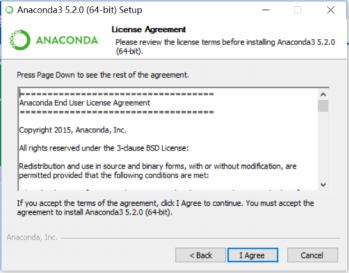 Anaconda3 5.2.0 (64-bit) Setup
ANACONDA
License Agreement
Please review the license terms before installing Anaconda3 5.2.0
(64-bit).
Press Page Down to see the rest of the agreement.
====================================
Anaconda End User License Agreement
====================================
Copyright 2015, Anaconda, Inc.
All rights reserved under the 3-clause BSD License:
Redistribution and use in source and binary forms, with or without modification, are
permitted provided that the following conditions are met:
If you accept the terms of the agreement, click I Agree to continue. You must accept the
agreement to install Anaconda3 5.2.0 (64-bit).
Anaconda, Inc.
< Back
I Agree
Cancel